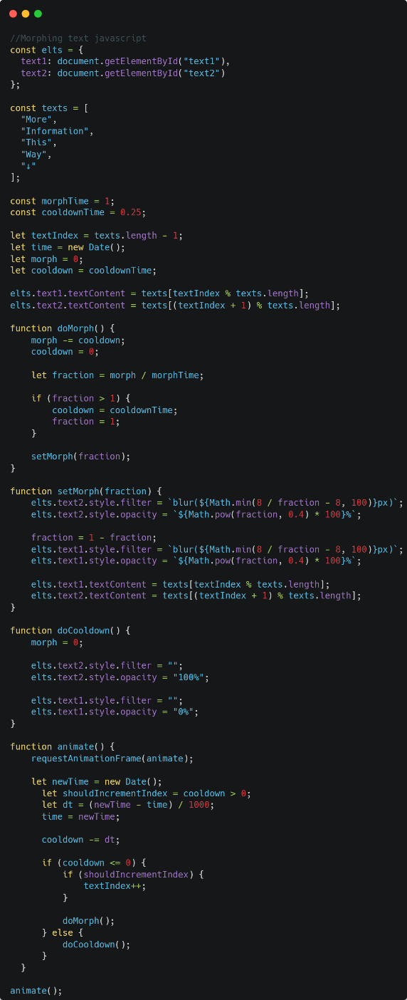 //Morphing text javascript
const elts = {
  text1: document.getElementById("text1"),
  text2: document.getElementById("text2")
};

const texts = [
  "More",
  "Information",
  "This",
  "Way",
  "↓"
];

const morphTime = 1;
const cooldownTime = 0.25;

let textIndex = texts.length - 1;
let time = new Date();
let morph = 0;
let cooldown = cooldownTime;

elts.text1.textContent = texts[textIndex % texts.length];
elts.text2.textContent = texts[(textIndex + 1) % texts.length];

function doMorph() {
    morph -= cooldown;
    cooldown = 0;

    let fraction = morph / morphTime;

    if (fraction > 1) {
        cooldown = cooldownTime;
        fraction = 1;
    }

    setMorph(fraction);
}

function setMorph(fraction) {
    elts.text2.style.filter = `blur(${Math.min(8 / fraction - 8, 100)}px)`;
    elts.text2.style.opacity = `${Math.pow(fraction, 0.4) * 100}%`;

    fraction = 1 - fraction;
    elts.text1.style.filter = `blur(${Math.min(8 / fraction - 8, 100)}px)`;
    elts.text1.style.opacity = `${Math.pow(fraction, 0.4) * 100}%`;

    elts.text1.textContent = texts[textIndex % texts.length];
    elts.text2.textContent = texts[(textIndex + 1) % texts.length];
}

function doCooldown() {
    morph = 0;

    elts.text2.style.filter = "";
    elts.text2.style.opacity = "100%";

    elts.text1.style.filter = "";
    elts.text1.style.opacity = "0%";
}

function animate() {
    requestAnimationFrame(animate);

    let newTime = new Date();
      let shouldIncrementIndex = cooldown > 0;
      let dt = (newTime - time) / 1000;
      time = newTime;

      cooldown -= dt;

      if (cooldown <= 0) {
          if (shouldIncrementIndex) {
              textIndex++;
          }

          doMorph();
      } else {
          doCooldown();
      }
  }

animate();